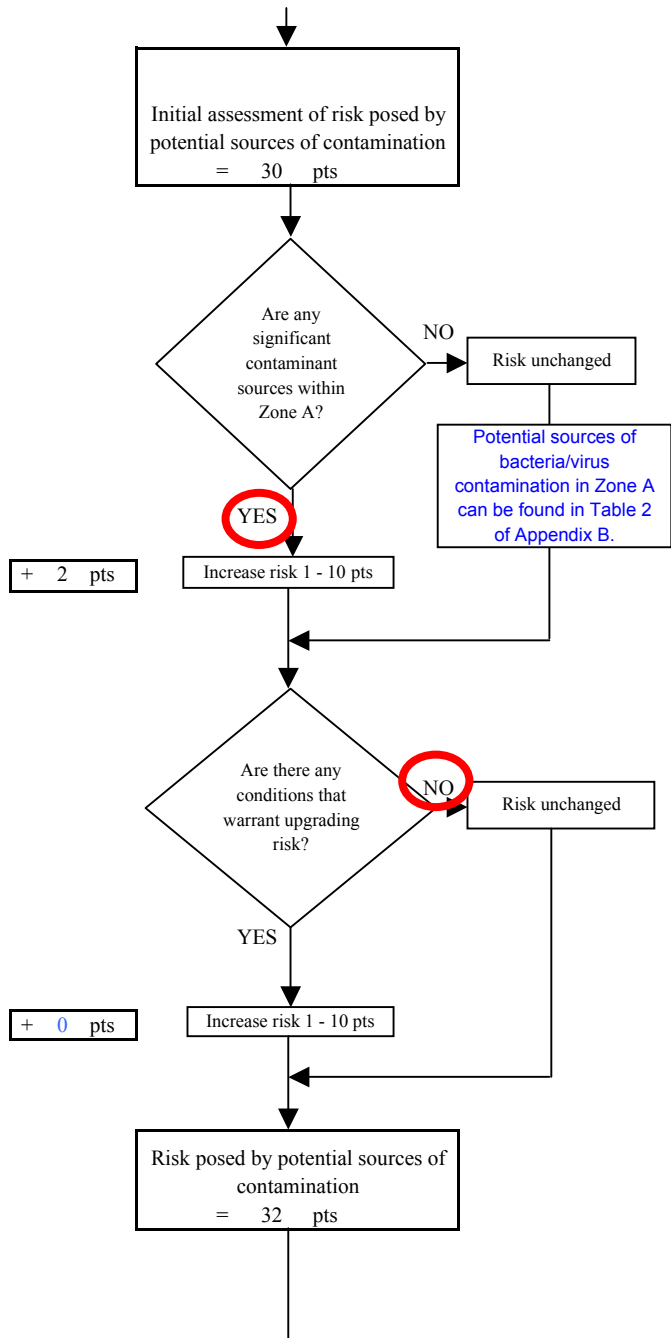 Initial assessment of risk posed by
potential sources of contamination
= 30 pts
Are any
significant
contaminant
sources within
Zone A?
NO
Risk unchanged
Potential sources of
bacteria/virus
contamination in Zone A
can be found in Table 2
of Appendix B.
YES
+ 2 pts
Increase risk 1 - 10 pts
Are there any
conditions that
warrant upgrading
risk?
NO
Risk unchanged
YES
+ 0 pts
Increase risk 1 - 10 pts
Risk posed by potential sources of
contamination
= 32 pts